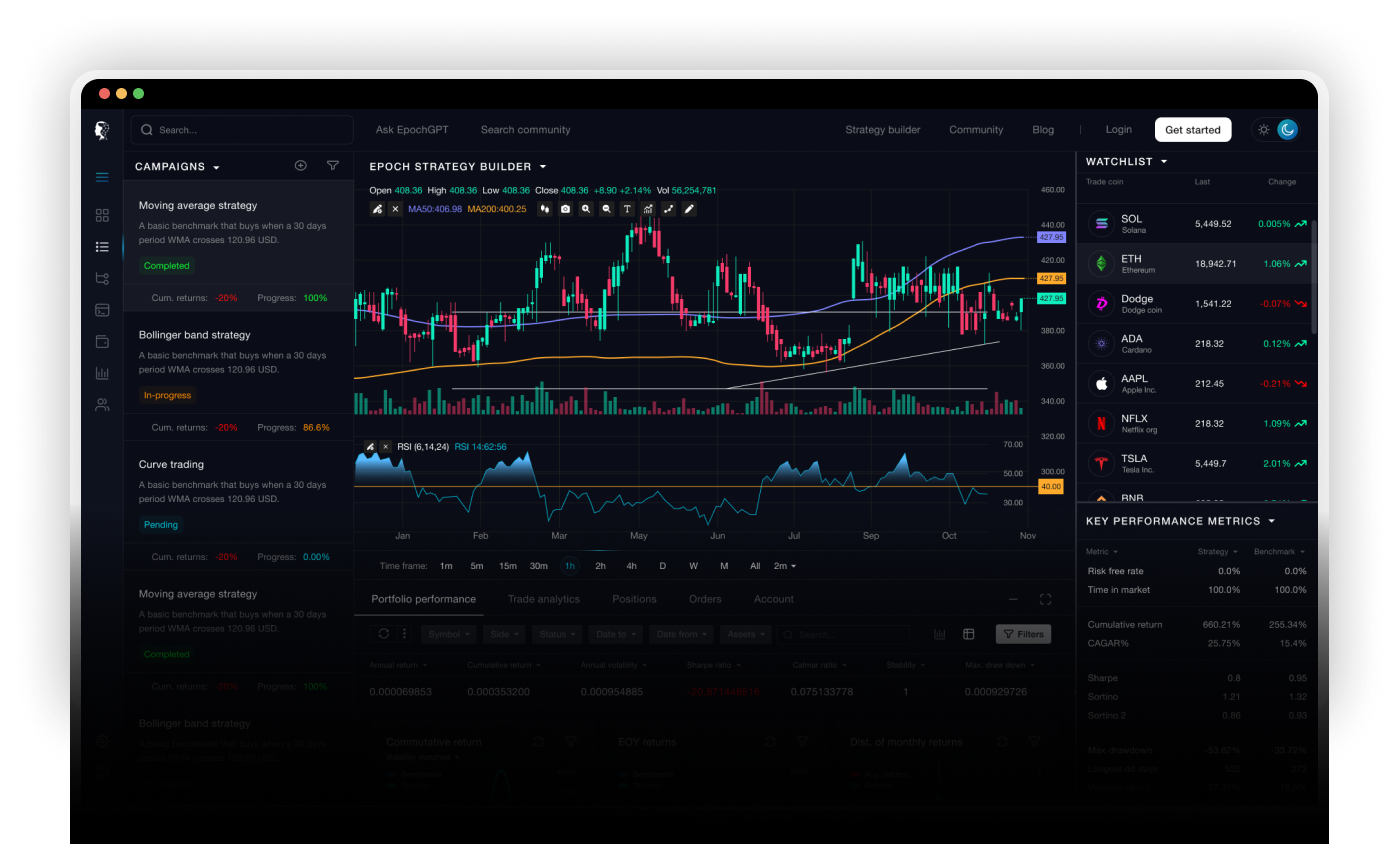 Search...
Ask EpochGPT
Search community
Strategy builder
Community
Blog
Login
Get started
CAMPAIGNS
Moving average strategy
A basic benchmark that buys when a 30 days
period WMA crosses 120.96 USD.
Completed
Cum. returns: -20% Progress: 100%
Bollinger band strategy
A basic benchmark that buys when a 30 days
period WMA crosses 120.96 USD.
In-progress
Cum. returns: -20% Progress: 86.6%
Curve trading
A basic benchmark that buys when a 30 days
period WMA crosses 120.96 USD.
Pending
Cum. returns: -20% Progress: 0.00%
Moving average strategy
A basic benchmark that buys when a 30 days
period WMA crosses 120.96 USD.
Completed
Cum. returns: -20% Progress: 100%
Bollinger band strategy
A basic benchmark that buys when a 30 days
EPOCH STRATEGY BUILDER
Open 408.36 High 408.36 Low 408.36 Close 408.36 +8.90 +2.14% Vol 56,254,781
MA50:406.98 MA200:400.25
T
460.00
440.00
427.95
420.00
427.95
427.95
380.00
360.00
340.00
320.00
300.00
RSI (6,14,24) RSI 14:62:56
70.00
50.00
40.00
30.00
Jan Feb Mar May Jun Jul Sep Oct Nov
Time frame: 1m 5m 15m 30m 1h 2h 4h D W M All 2m
Portfolio performance Trade analytics Positions Orders Account
Symbol Side Status Date to Date from Assets Search... Filters
Annual return Cumulative return Annual volatility Sharpe ratio Calmar ratio Stability Max. draw down
0.000069853 0.000353200 0.000954885 0.075133778 1 0.000929726
Commutative return EOY returns Dist. of monthly returns
WATCHLIST
Trade coin Last Change
SOL
Solana
5,449.52 0.005%
ETH
Ethereum
18,942.71 1.06%
Dodge
Dodge coin
1,541.22 -0.07%
ADA
Cardano
218.32 0.12%
AAPL
Apple Inc.
212.45 -0.21%
NFLX
Netflix org
218.32 1.09%
TSLA
Tesla Inc.
5,449.7 2.01%
BNB
KEY PERFORMANCE METRICS
Metric Strategy Benchmark
Risk free rate 0.0% 0.0%
Time in market 100.0% 100.0%
Cumulative return 660.21% 255.34%
CAGAR% 25.75% 15.4%
Sharpe 0.8 0.95
Sortino 1.21 1.32
Sortino 2 0.86 0.93
Max drawdown -53.62% -33.72%